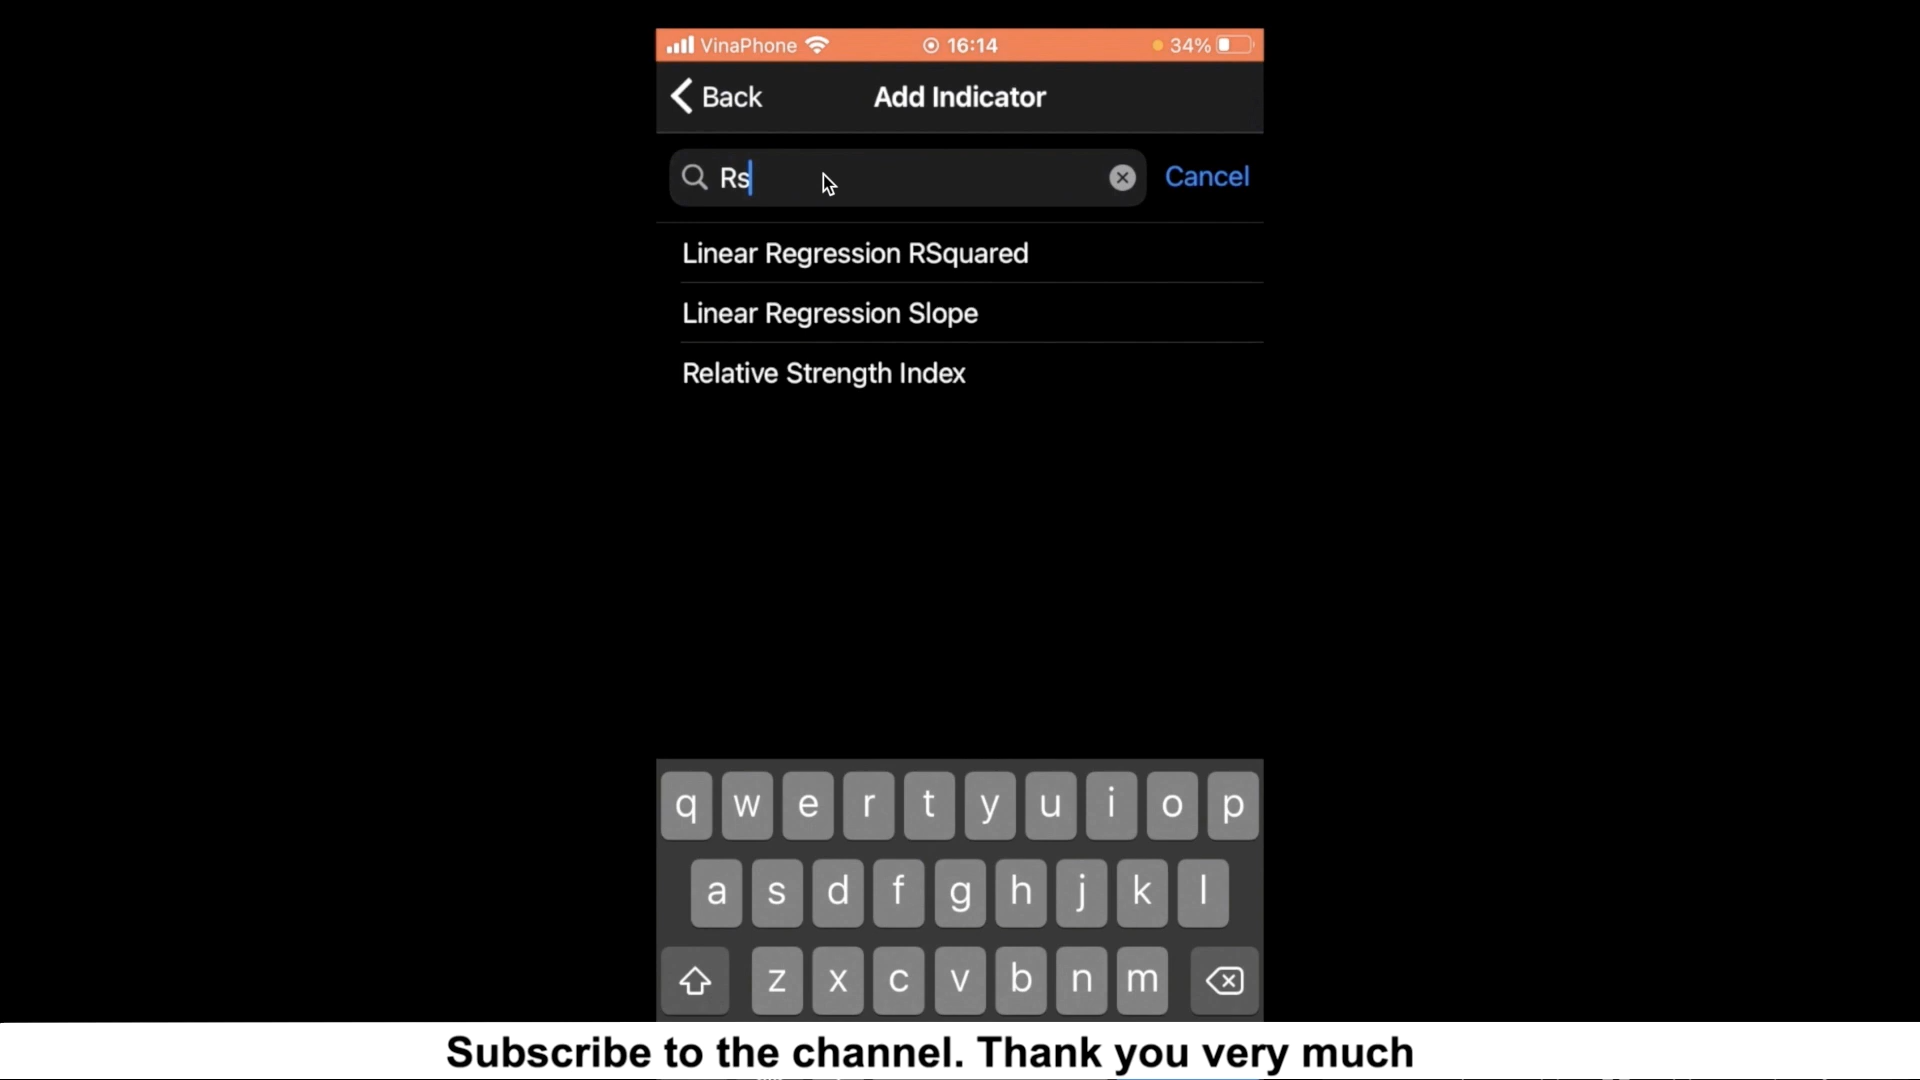 VinaPhone 16:14 34%
Back Add Indicator
Rs Cancel
Linear Regression RSquared
Linear Regression Slope
Relative Strength Index
q w e r t y u i o p
a s d f g h j k l
z x c v b n m
Subscribe to the channel. Thank you very much